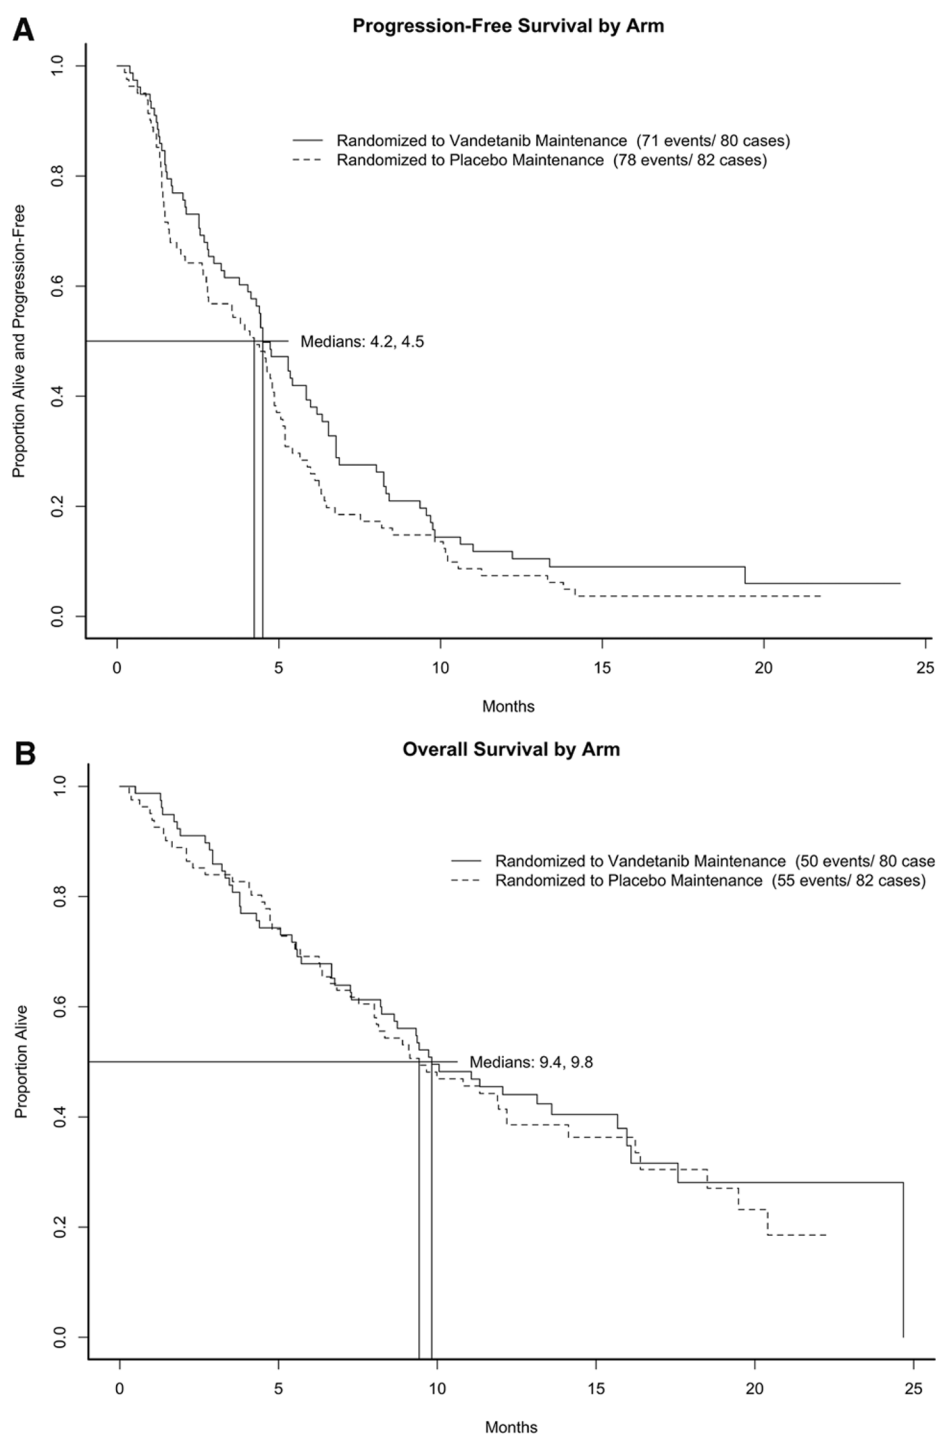 A
Progression-Free Survival by Arm
Proportion Alive and Progression-Free
1.0
0.8
0.6
0.4
0.2
0.0
Randomized to Vandetanib Maintenance (71 events/ 80 cases)
Randomized to Placebo Maintenance (78 events/ 82 cases)
Medians: 4.2, 4.5
0 5 10 15 20 25
Months
B
Overall Survival by Arm
Proportion Alive
1.0
0.8
0.6
0.4
0.2
0.0
Randomized to Vandetanib Maintenance (50 events/ 80 case
Randomized to Placebo Maintenance (55 events/ 82 cases)
Medians: 9.4, 9.8
0 5 10 15 20 25
Months